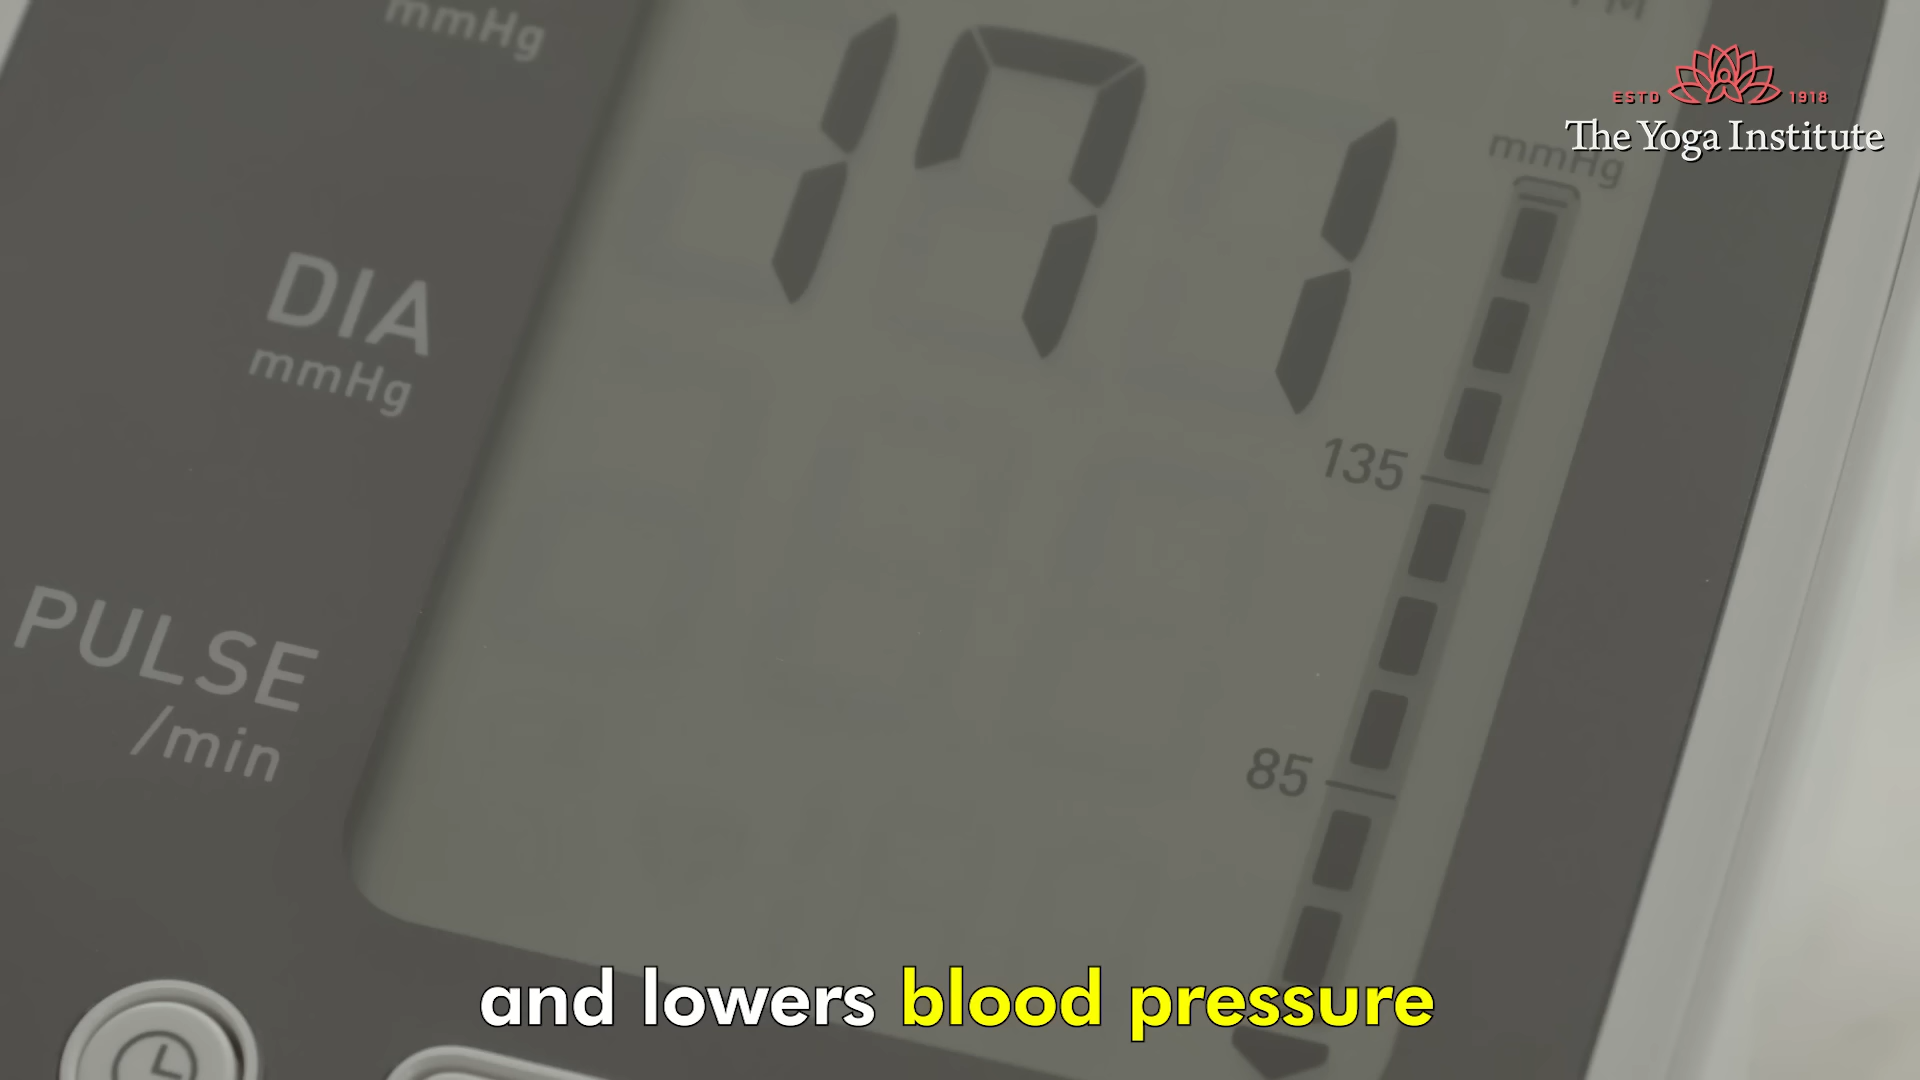 mmHg
171
ESTD 1918
The Yoga Institute
mmHg
DIA
mmHg
135
PULSE
/min
85
and lowers blood pressure